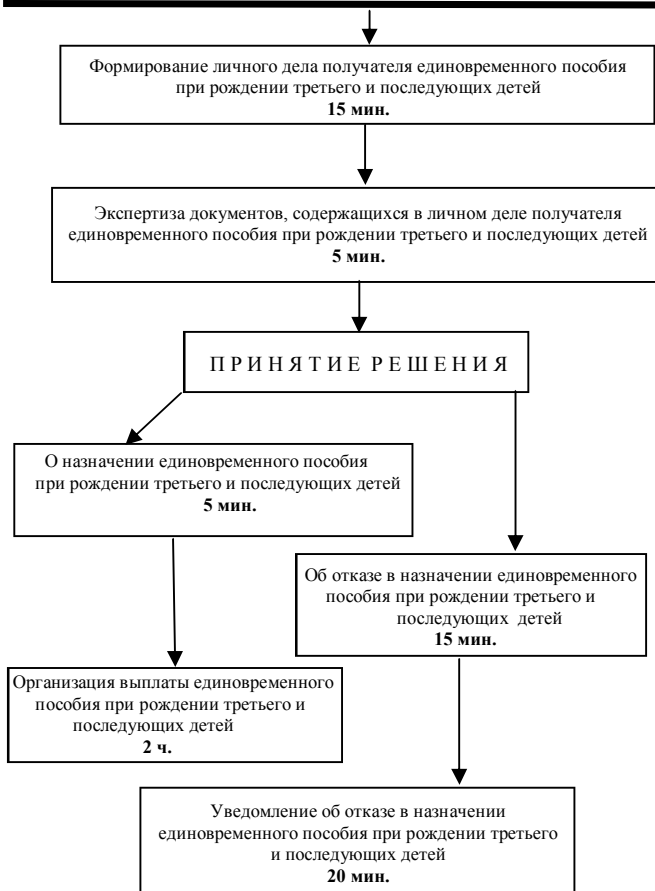 Формирование личного дела получателя единовременного пособия
при рождении третьего и последующих детей
15 мин.
Экспертиза документов, содержащихся в личном деле получателя
единовременного пособия при рождении третьего и последующих детей
5 мин.
П Р И Н Я Т И Е Р Е Ш Е Н И Я
О назначении единовременного пособия
при рождении третьего и последующих детей
5 мин.
Об отказе в назначении единовременного
пособия при рождении третьего и
последующих детей
15 мин.
Организация выплаты единовременного
пособия при рождении третьего и
последующих детей
2 ч.
Уведомление об отказе в назначении
единовременного пособия при рождении третьего
и последующих детей
20 мин.